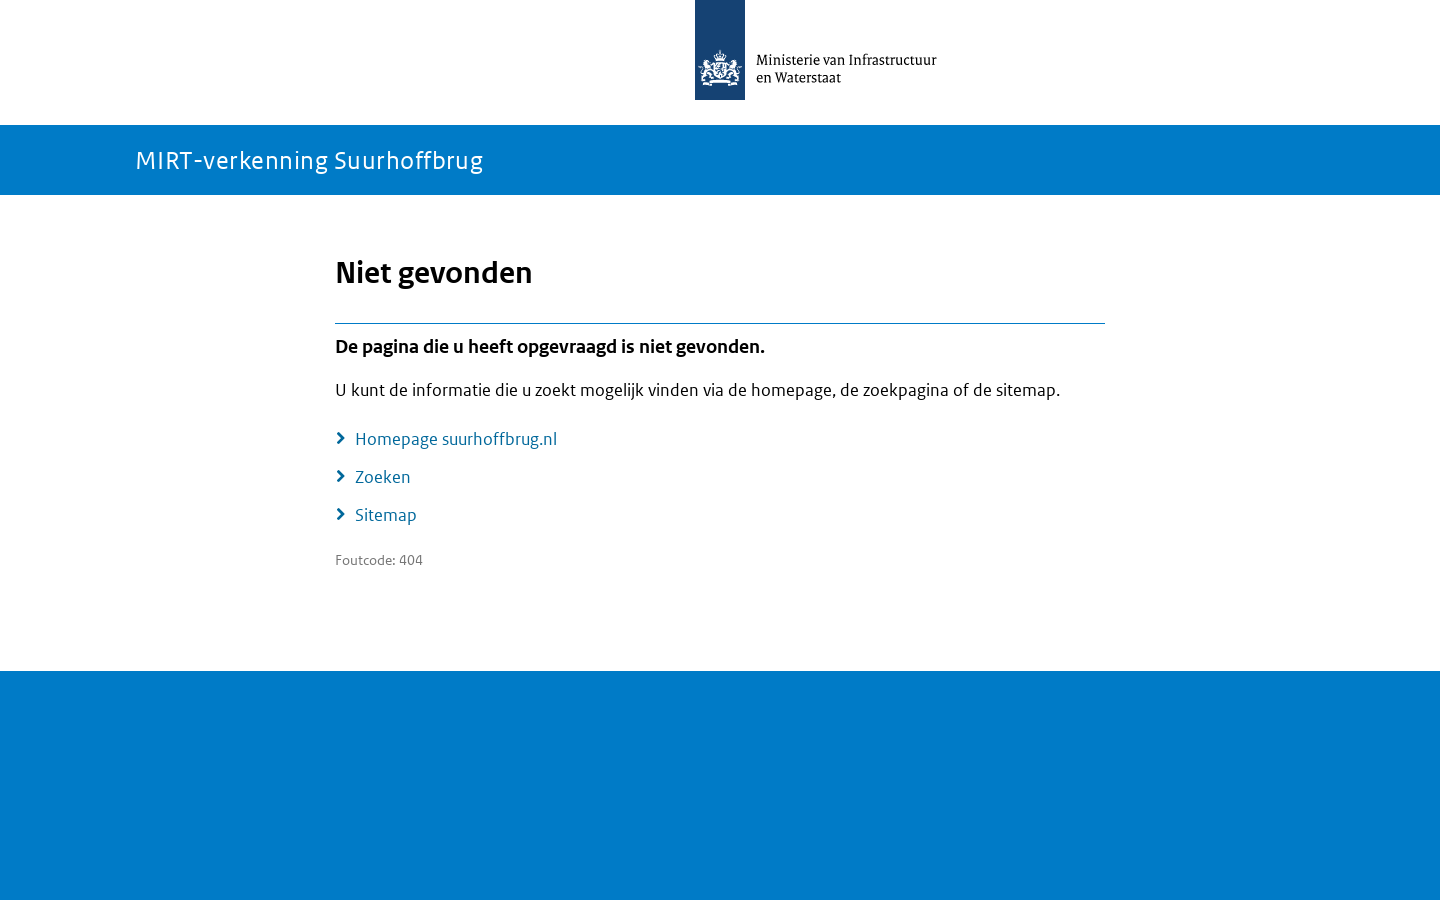 Ministerie van Infrastructuur
en Waterstaat
MIRT-verkenning Suurhoffbrug
Niet gevonden
De pagina die u heeft opgevraagd is niet gevonden.
U kunt de informatie die u zoekt mogelijk vinden via de homepage, de zoekpagina of de sitemap.
Homepage suurhoffbrug.nl
Zoeken
Sitemap
Foutcode: 404